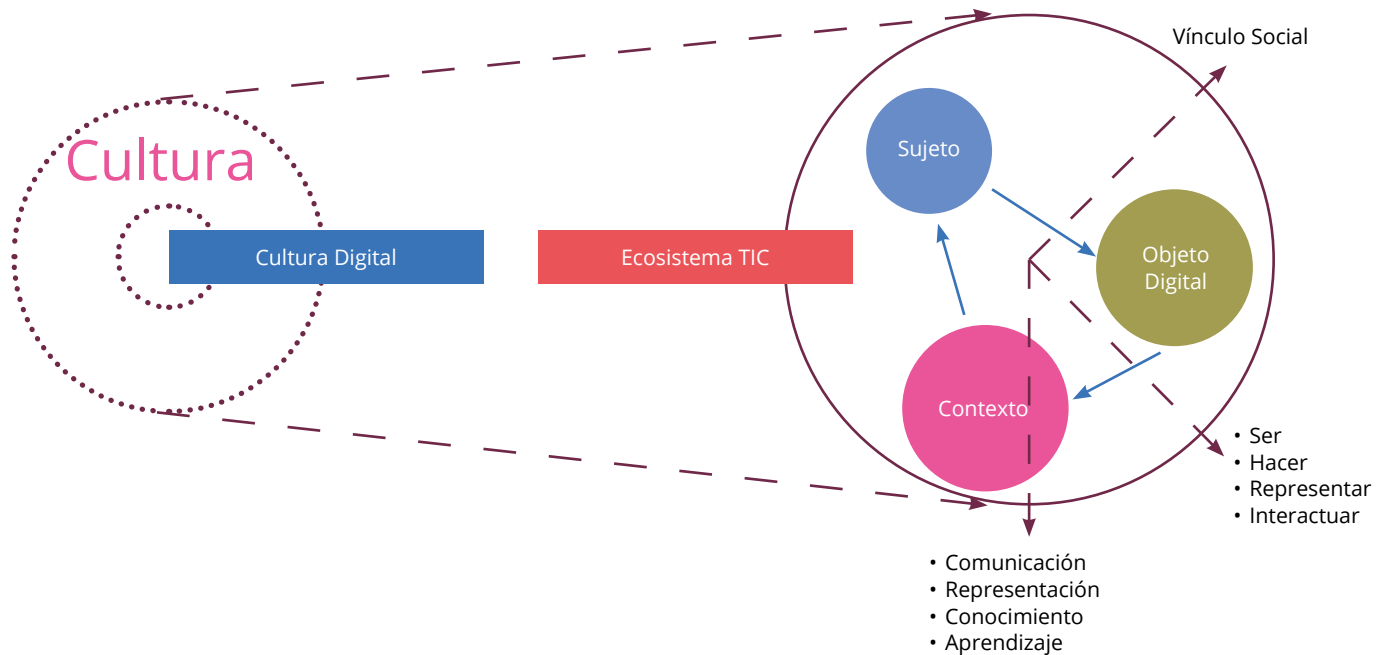 Vínculo Social
Cultura
Sujeto
Cultura Digital
Ecosistema TIC
Objeto
Digital
Contexto
• Ser
• Hacer
• Representar
• Interactuar
• Comunicación
• Representación
• Conocimiento
• Aprendizaje